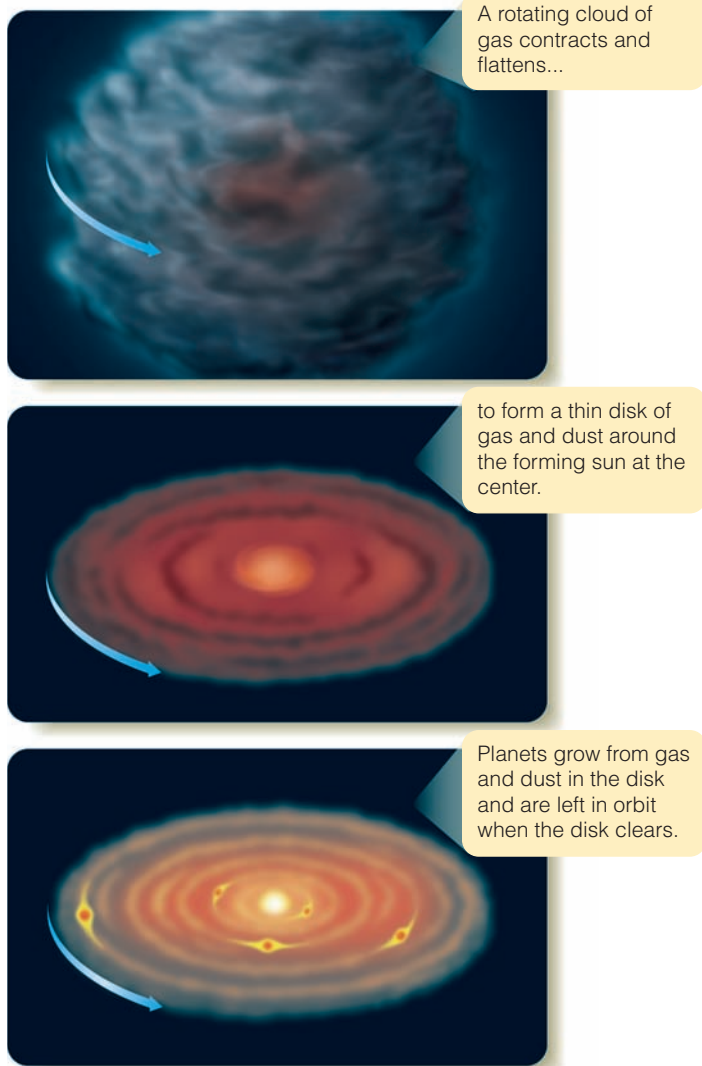 A rotating cloud of
gas contracts and
flattens...
to form a thin disk of
gas and dust around
the forming sun at the
center.
Planets grow from gas
and dust in the disk
and are left in orbit
when the disk clears.